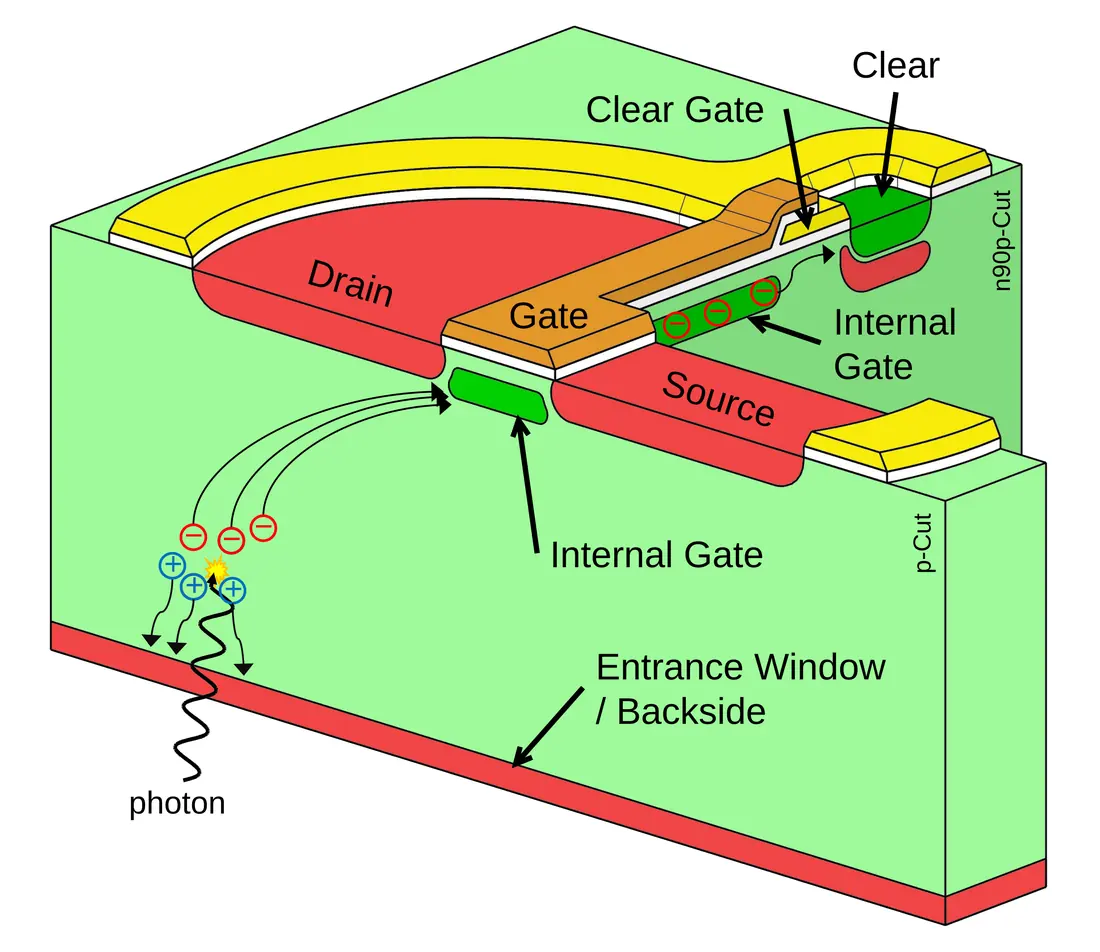 Clear
Clear Gate
n90p-Cut
Drain
Gate
Internal
Gate
Source
p-Cut
Internal Gate
Entrance Window
/ Backside
photon